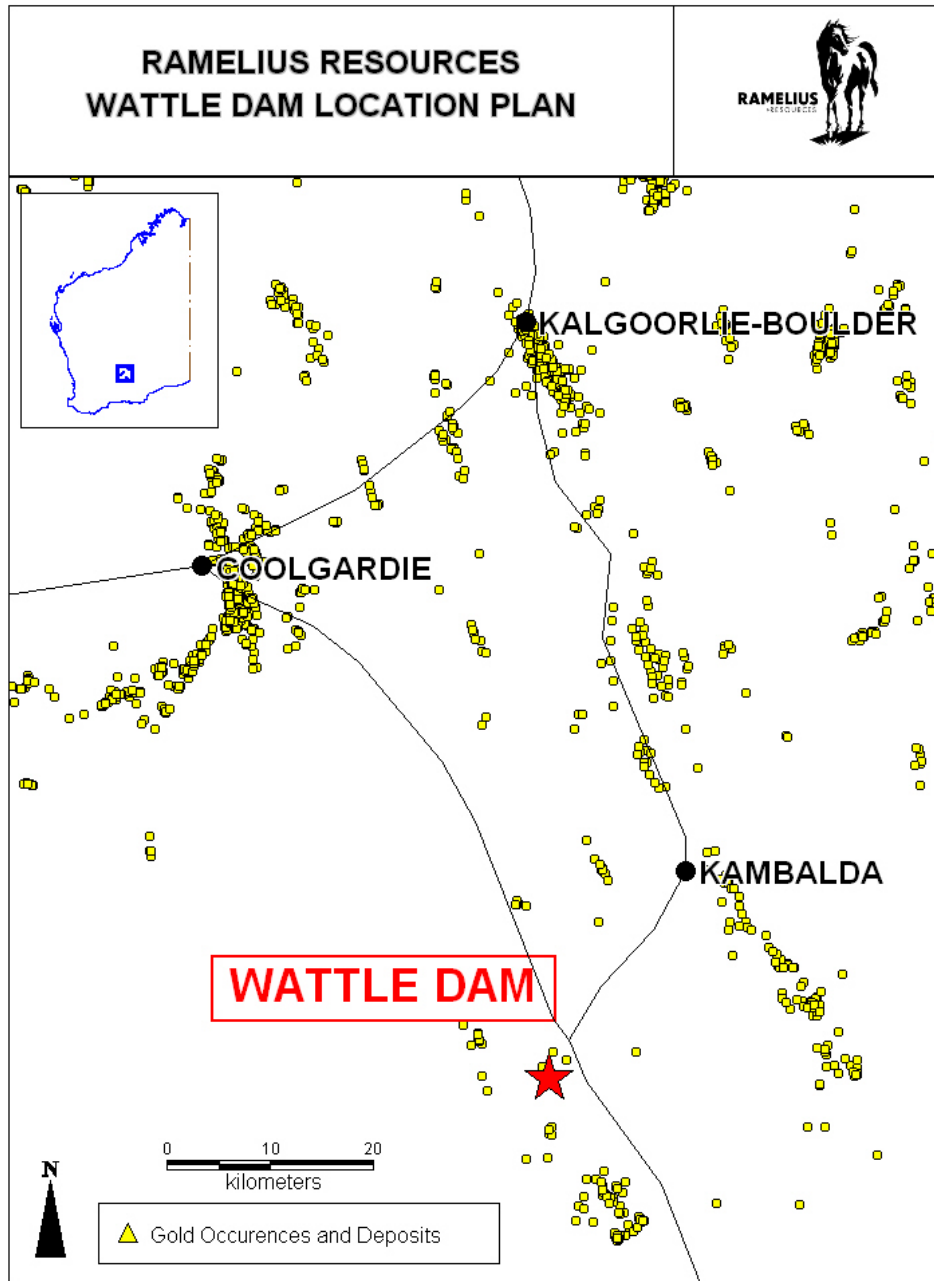 RAMELIUS RESOURCES
WATTLE DAM LOCATION PLAN
RAMELIUS
RESOURCES
KALGOORLIE-BOULDER
COOLGARDIE
KAMBALDA
WATTLE DAM
0 10 20
kilometers
N
Gold Occurences and Deposits